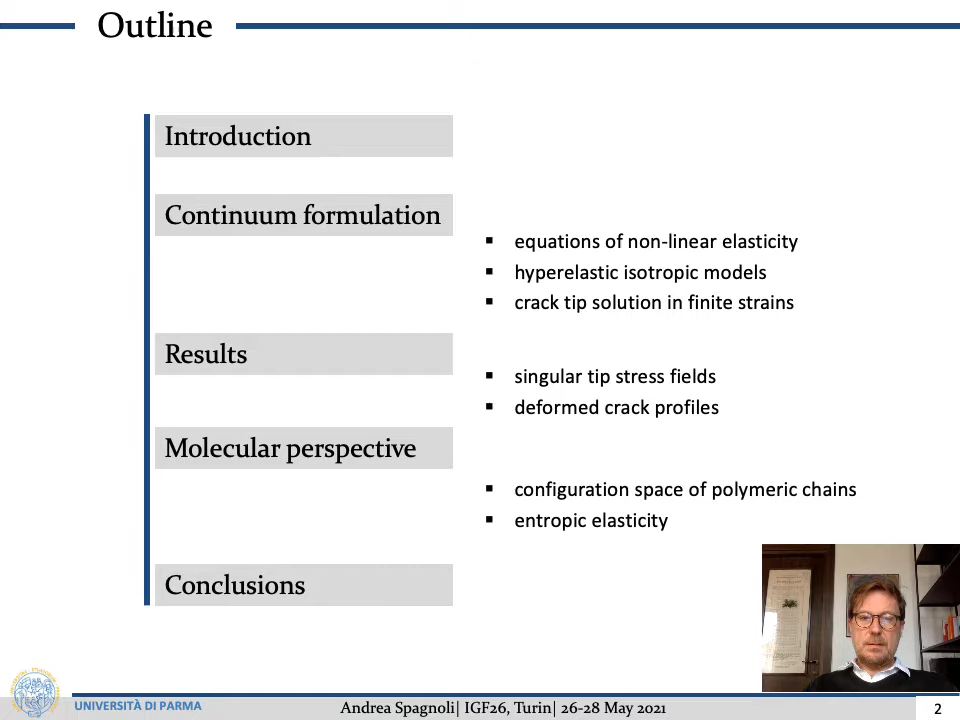 Outline
Introduction
Continuum formulation
▪ equations of non-linear elasticity
▪ hyperelastic isotropic models
▪ crack tip solution in finite strains
Results
▪ singular tip stress fields
▪ deformed crack profiles
Molecular perspective
▪ configuration space of polymeric chains
▪ entropic elasticity
Conclusions
UNIVERSITÀ DI PARMA
Andrea Spagnoli| IGF26, Turin| 26-28 May 2021
2